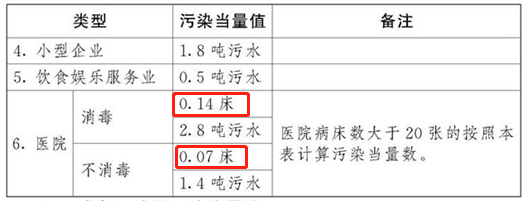 类型 污染当量值 备注
4. 小型企业 1.8 吨污水
5. 饮食娱乐服务业 0.5 吨污水
6. 医院 消毒 0.14 床
2.8 吨污水
不消毒 0.07 床
1.4 吨污水
医院病床数大于 20 张的按照本
表计算污染当量数。